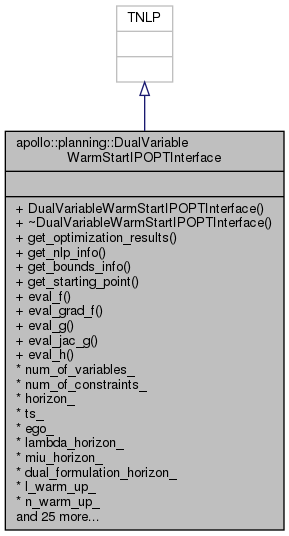 TNLP
apollo::planning::DualVariable
WarmStartIPOPTInterface
+ DualVariableWarmStartIPOPTInterface()
+ ~DualVariableWarmStartIPOPTInterface()
+ get_optimization_results()
+ get_nlp_info()
+ get_bounds_info()
+ get_starting_point()
+ eval_f()
+ eval_grad_f()
+ eval_g()
+ eval_jac_g()
+ eval_h()
* num_of_variables_
* num_of_constraints_
* horizon_
* ts_
* ego_
* lambda_horizon_
* miu_horizon_
* dual_formulation_horizon_
* l_warm_up_
* n_warm_up_
and 25 more...